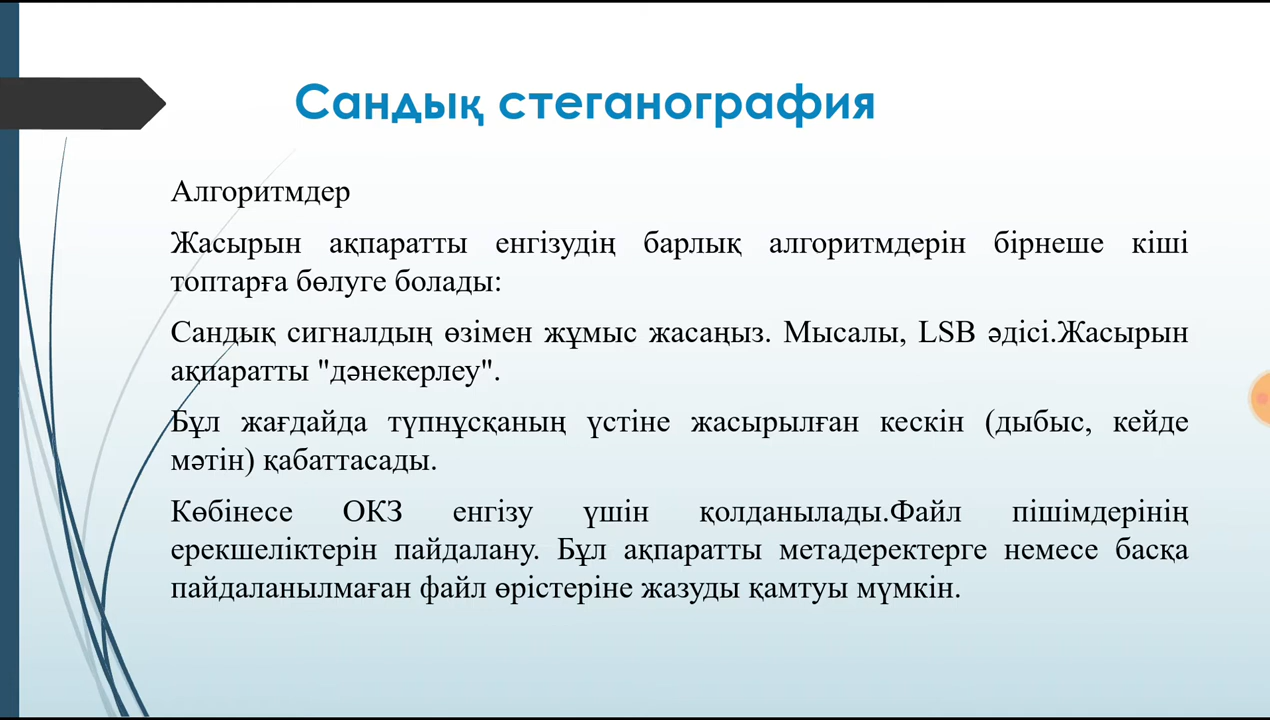 Сандық стеганография
Алгоритмдер
Жасырын ақпаратты енгізудің барлық алгоритмдерін бірнеше кіші
топтарға бөлуге болады:
Сандық сигналдың өзімен жұмыс жасаңыз. Мысалы, LSB әдісі.Жасырын
ақпаратты "дәнекерлеу".
Бұл жағдайда түпнұсқаның үстіне жасырылған кескін (дыбыс, кейде
мәтін) қабаттасады.
Көбінесе ОКЗ енгізу үшін қолданылады.Файл пішімдерінің
ерекшеліктерін пайдалану. Бұл ақпаратты метадеректерге немесе басқа
пайдаланылмаған файл өрістеріне жазуды қамтуы мүмкін.